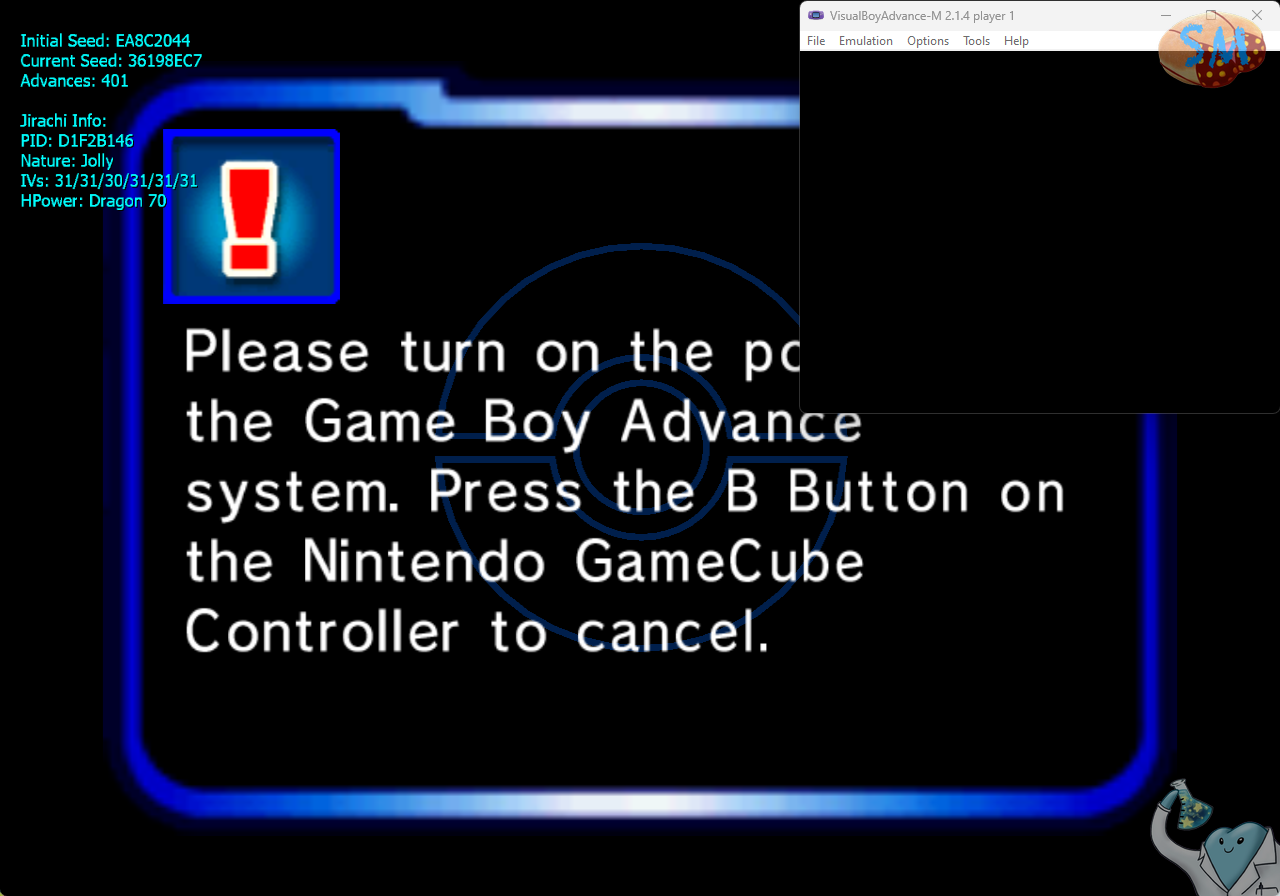 Initial Seed: EA8C2044
Current Seed: 36198EC7
Advances: 401
Jirachi Info:
PID: D1F2B146
Nature: Jolly
IVs: 31/31/30/31/31/31
HPower: Dragon 70
VisualBoyAdvance-M 2.1.4 player 1
File Emulation Options Tools Help
SM
!
Please turn on the
the Game Boy Advance
system. Press the B Button on
the Nintendo GameCube
Controller to cancel.